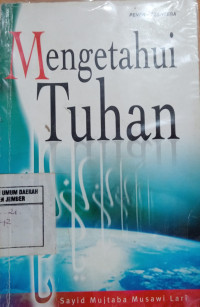 Mengetahui
Tuhan
UMUM DAERAH
JEMBER
Sayid Mujtaba Musawi Lari